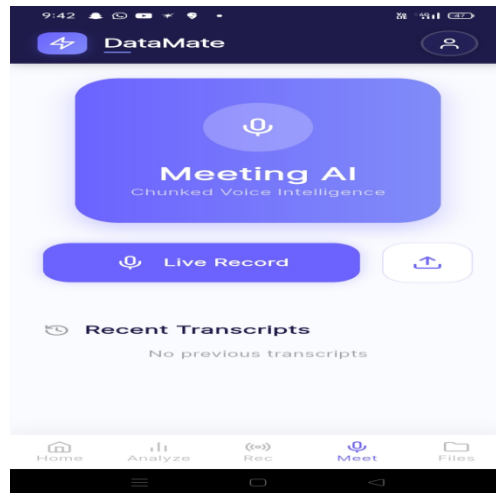 9:42
47
DataMate
Meeting AI
Chunked Voice Intelligence
Live Record
Recent Transcripts
No previous transcripts
Home Analyze Rec Meet Files